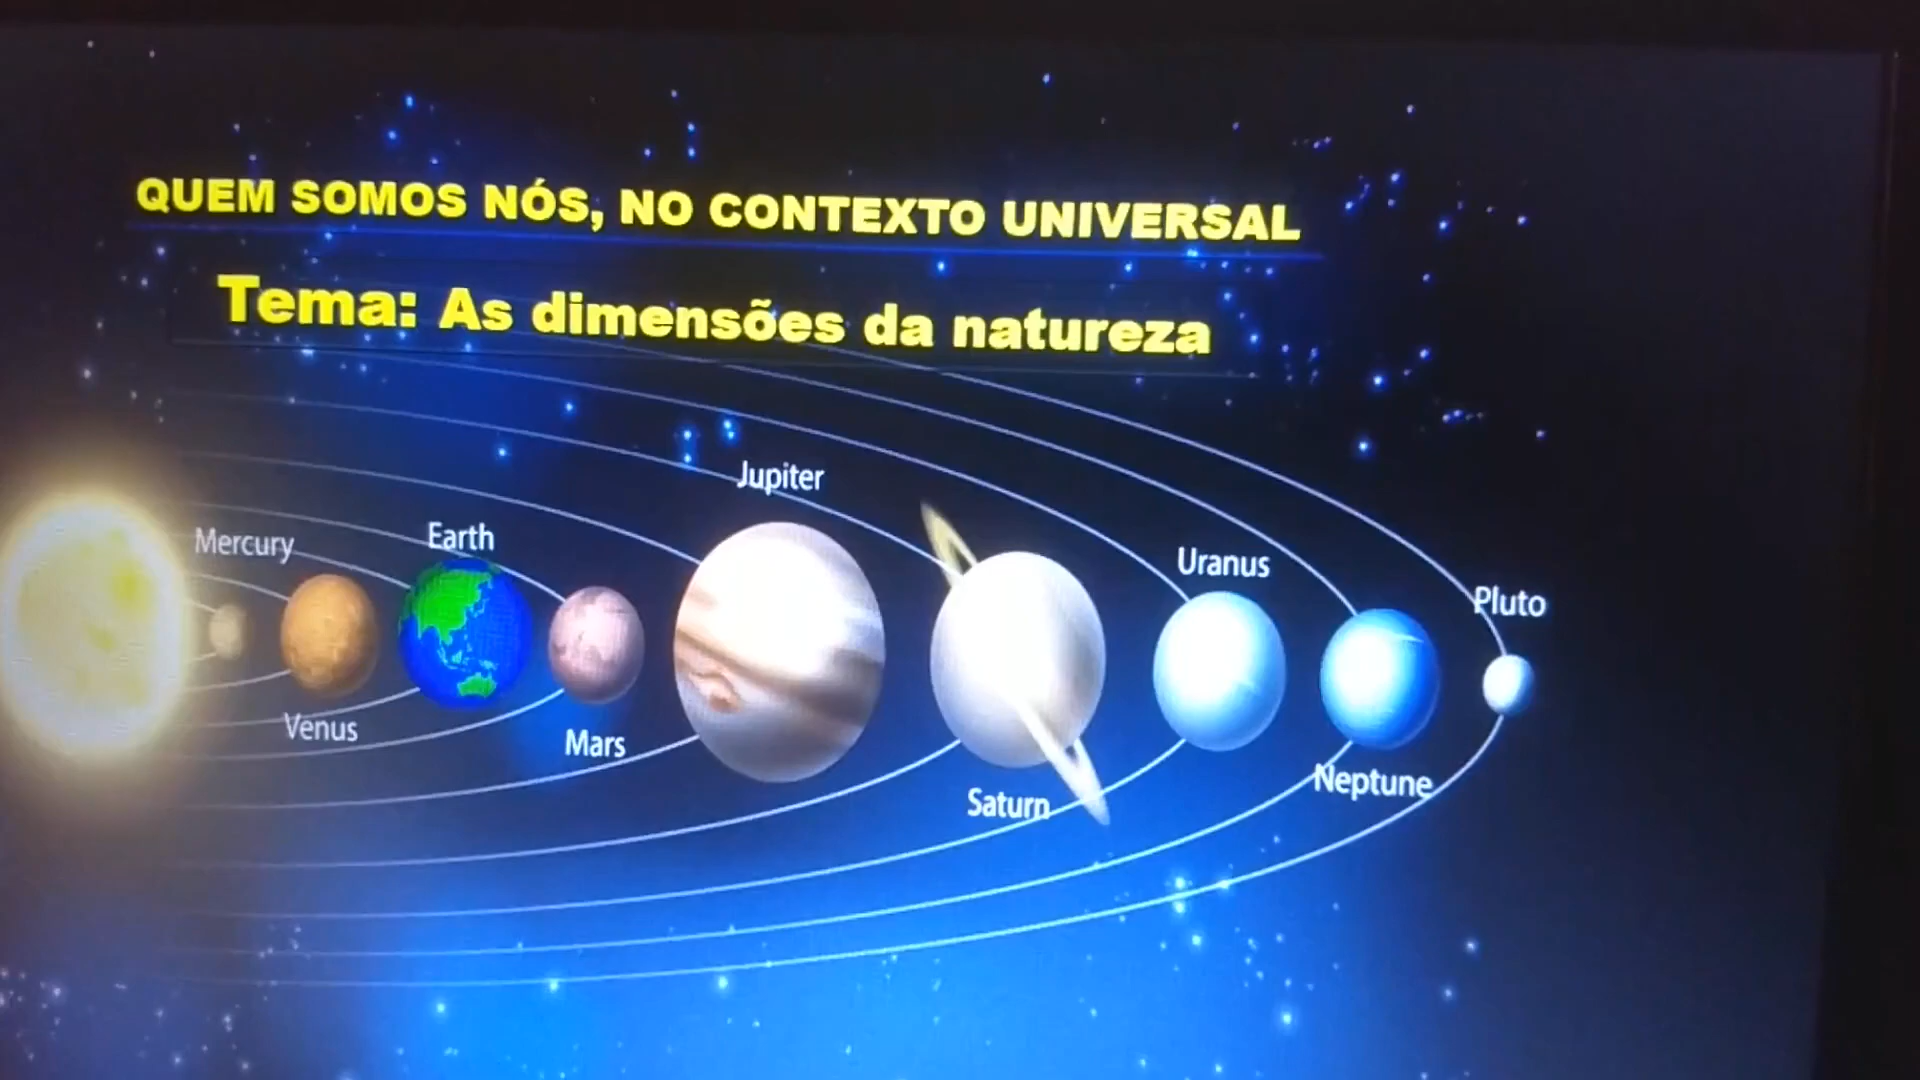 QUEM SOMOS NÓS, NO CONTEXTO UNIVERSAL
Tema: As dimensões da natureza
Jupiter
Mercury
Earth
Uranus
Pluto
Venus
Mars
Saturn
Neptune